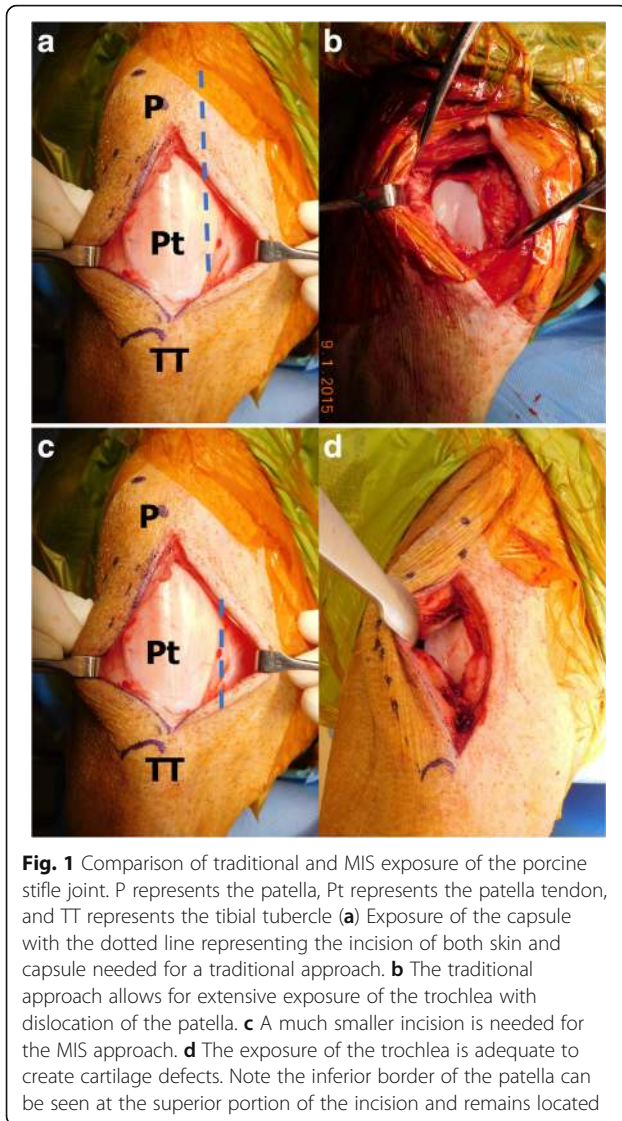 a
b
P
Pt
TT
9.1.2015
c
d
P
Pt
TT
Fig. 1 Comparison of traditional and MIS exposure of the porcine
stifle joint. P represents the patella, Pt represents the patella tendon,
and TT represents the tibial tubercle (a) Exposure of the capsule
with the dotted line representing the incision of both skin and
capsule needed for a traditional approach. b The traditional
approach allows for extensive exposure of the trochlea with
dislocation of the patella. c A much smaller incision is needed for
the MIS approach. d The exposure of the trochlea is adequate to
create cartilage defects. Note the inferior border of the patella can
be seen at the superior portion of the incision and remains located